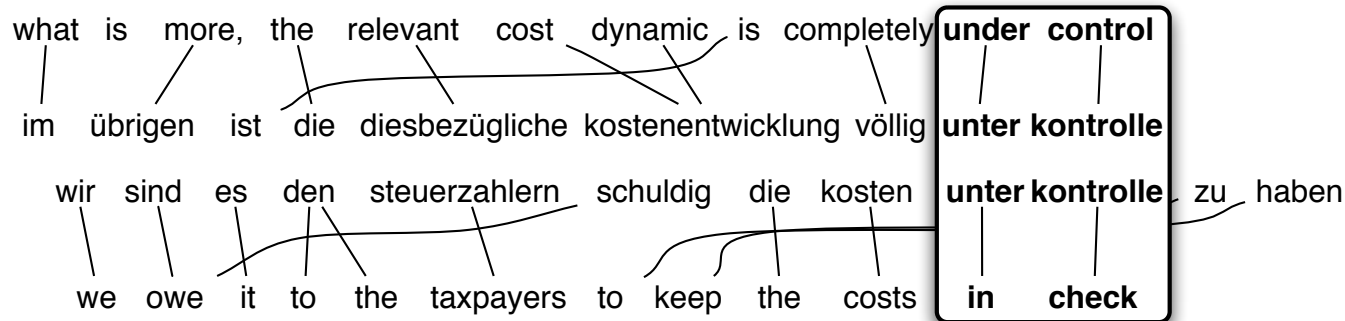 what is more, the relevant cost dynamic is completely under control
im übrigen ist die diesbezügliche kostenentwicklung völlig unter kontrolle
wir sind es den steuerzahlern schuldig die kosten unter kontrolle zu haben
we owe it to the taxpayers to keep the costs in check